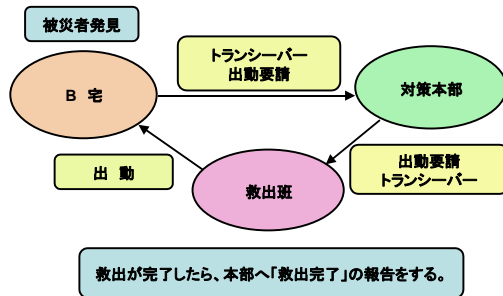 被災者発見
トランシーバー
出動要請
B 宅
対策本部
出 動
救出班
出動要請
トランシーバー
救出が完了したら、本部へ「救出完了」の報告をする。